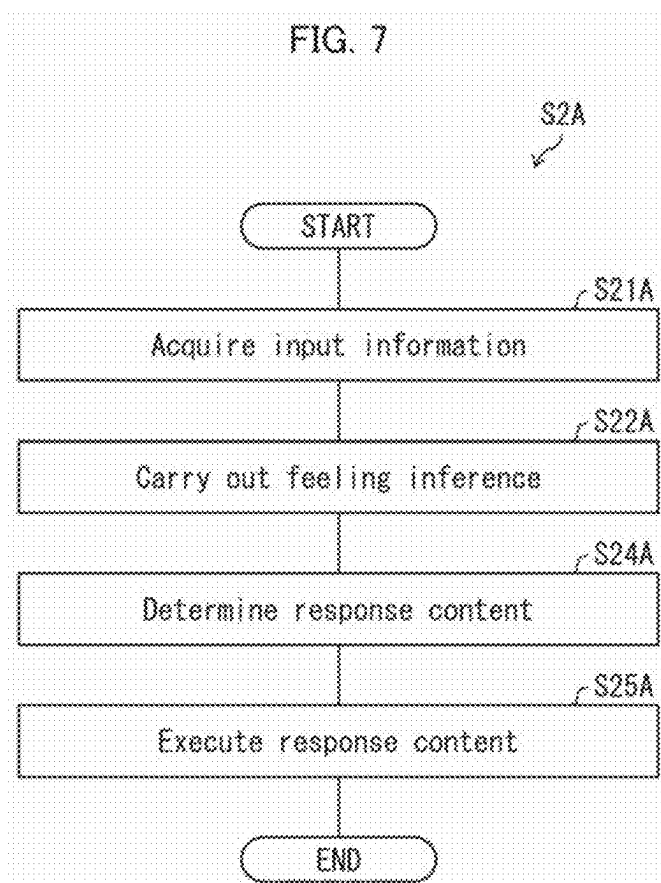 FIG. 7
S2A
START
S21A
Acquire input information
S22A
Carry out feeling inference
S24A
Determine response content
S25A
Execute response content
END